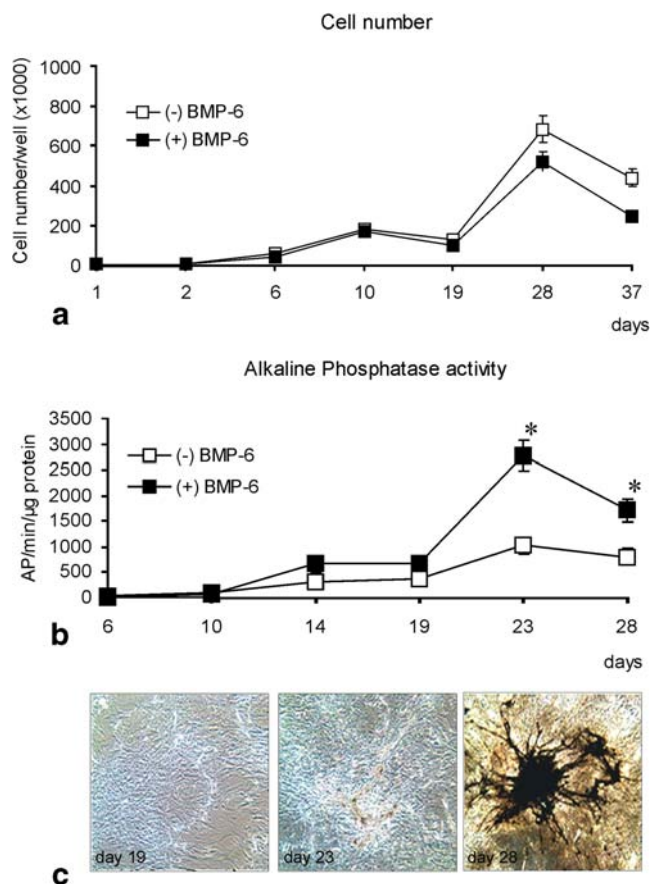 Cell number
Cell number/well (x1000)
1000
800
600
400
200
0
(-) BMP-6
(+) BMP-6
1 2 6 10 19 28 37
days
a
Alkaline Phosphatase activity
AP/min/µg protein
3500
3000
2500
2000
1500
1000
500
0
(-) BMP-6
(+) BMP-6
*
*
6 10 14 19 23 28
days
b
day 19 day 23 day 28
c